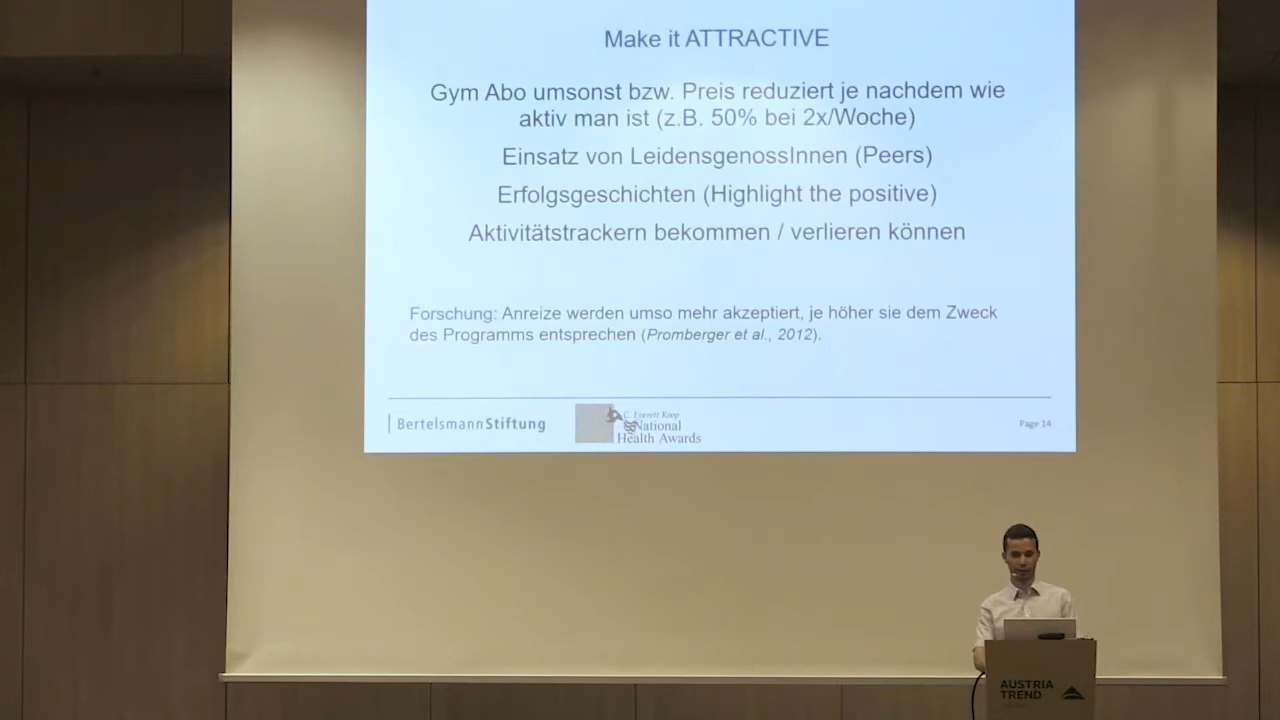 Make it ATTRACTIVE
Gym Abo umsonst bzw. Preis reduziert je nachdem wie
aktiv man ist (z.B. 50% bei 2x/Woche)
Einsatz von LeidensgenossInnen (Peers)
Erfolgsgeschichten (Highlight the positive)
Aktivitätstrackern bekommen / verlieren können
Forschung: Anreize werden umso mehr akzeptiert, je höher sie dem Zweck
des Programms entsprechen (Promberger et al., 2012).
BertelsmannStiftung
C. Everett Koop
National
Health Awards
Page 14
AUSTRIA
TREND